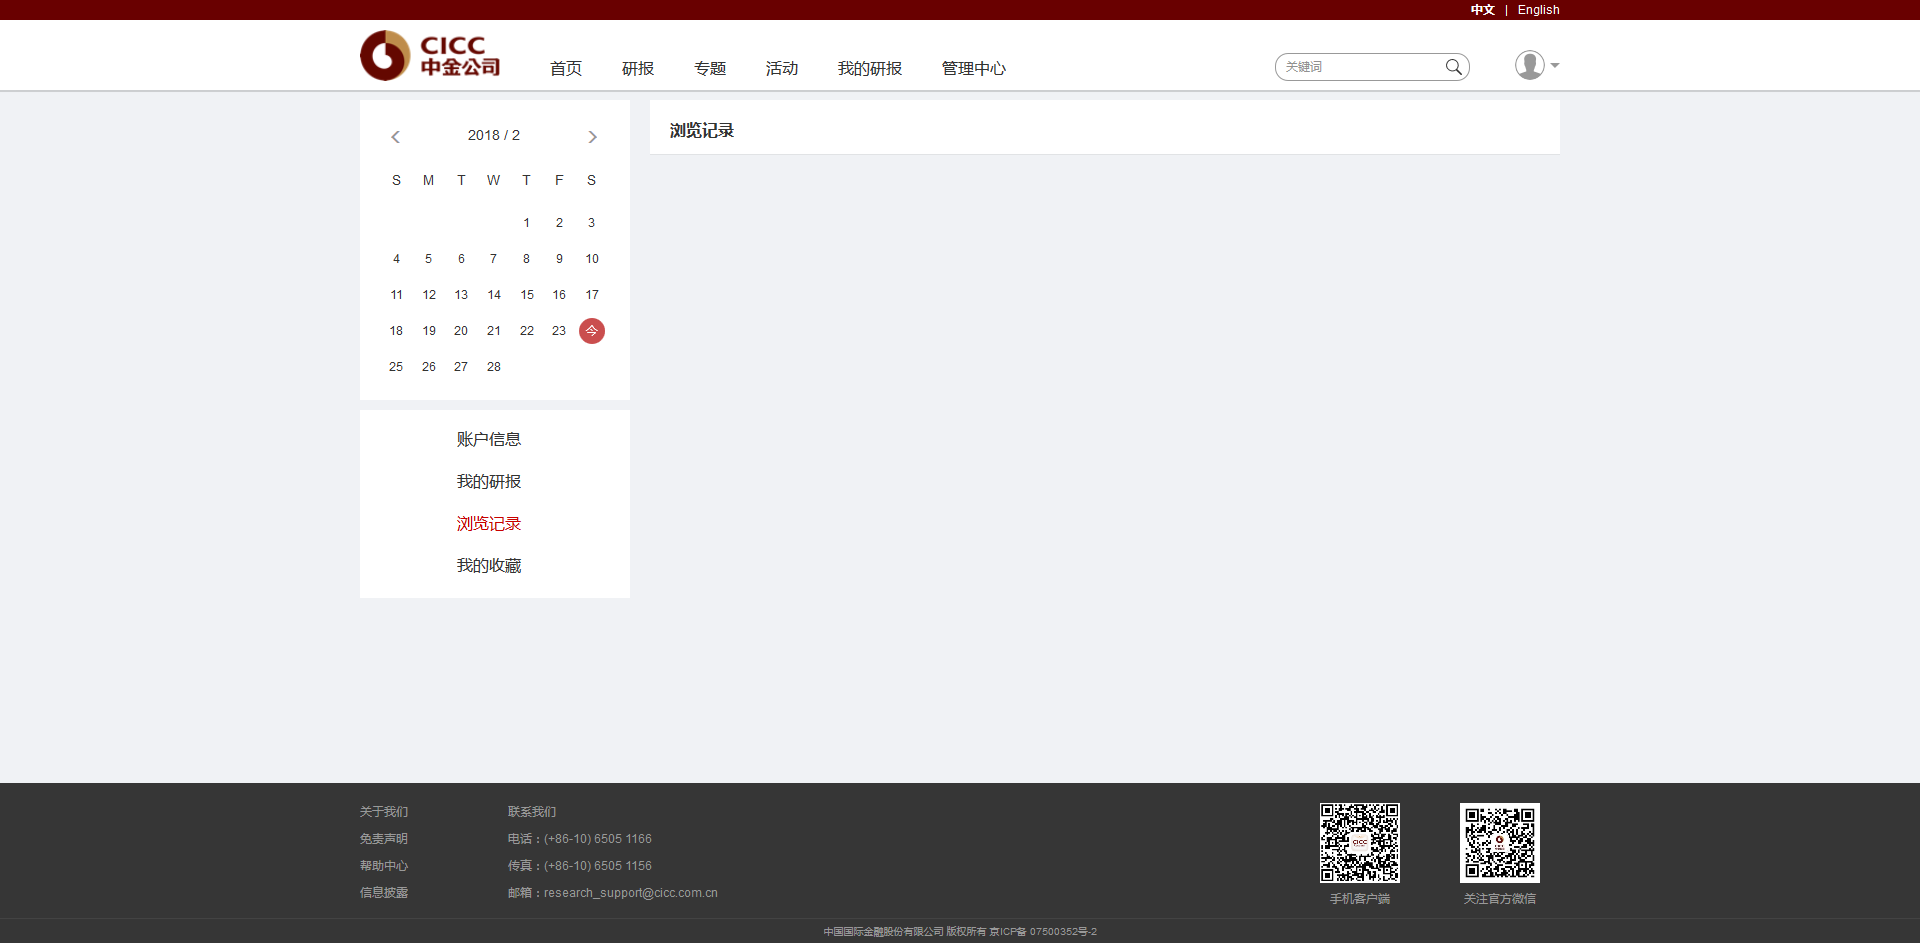 中文 | English
CICC
中金公司
首页 研报 专题 活动 我的研报 管理中心
关键词
2018 / 2
S M T W T F S
1 2 3
4 5 6 7 8 9 10
11 12 13 14 15 16 17
18 19 20 21 22 23 今
25 26 27 28
账户信息
我的研报
浏览记录
我的收藏
浏览记录
关于我们
免责声明
帮助中心
信息披露
联系我们
电话：(+86-10) 6505 1166
传真：(+86-10) 6505 1156
邮箱：research_support@cicc.com.cn
CICC
手机客户端
关注官方微信
中国国际金融股份有限公司 版权所有 京ICP备 07500352号-2